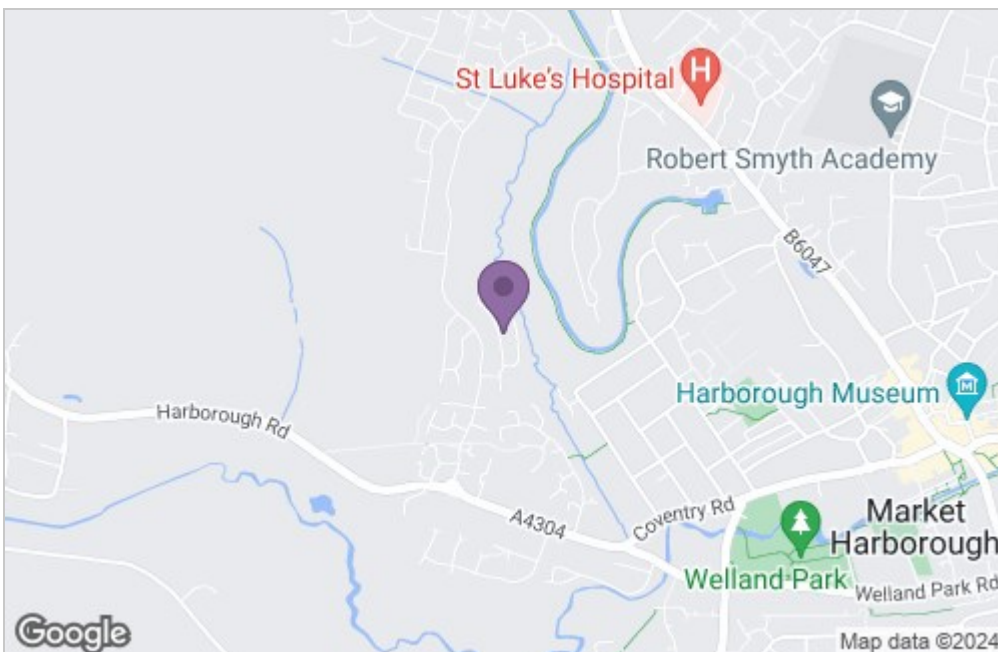 St Luke's Hospital
H
Robert Smyth Academy
B6047
Harborough Museum
M
Harborough Rd
A4304
Coventry Rd
Market
Harborough
Welland Park
Welland Park Rd
Google
Map data ©2024